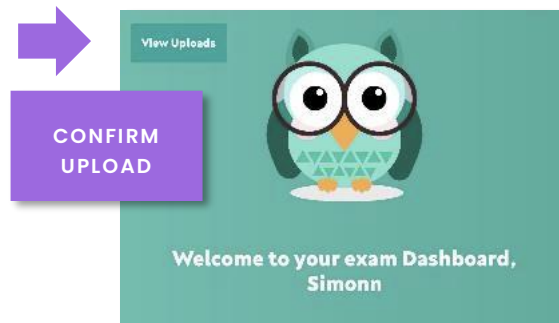 View Uploads
CONFIRM
UPLOAD
Welcome to your exam Dashboard,
Simonn